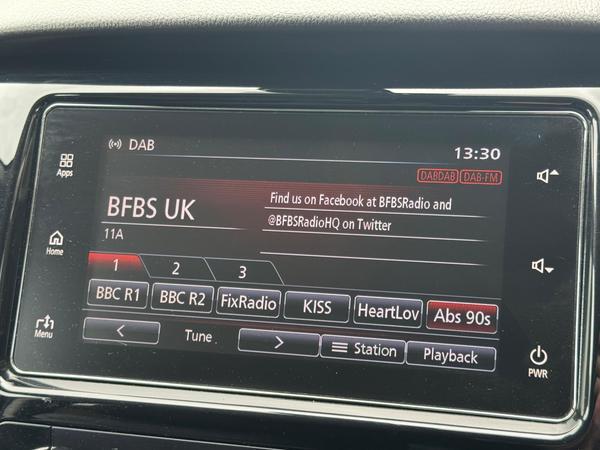 DAB
13:30
DABDAB DAB-FM
Apps
BFBS UK
11A
Find us on Facebook at BFBSRadio and
@BFBSRadioHQ on Twitter
Home
1 2 3
BBC R1 BBC R2 FixRadio KISS HeartLov Abs 90s
Menu
< Tune > Station Playback
PWR